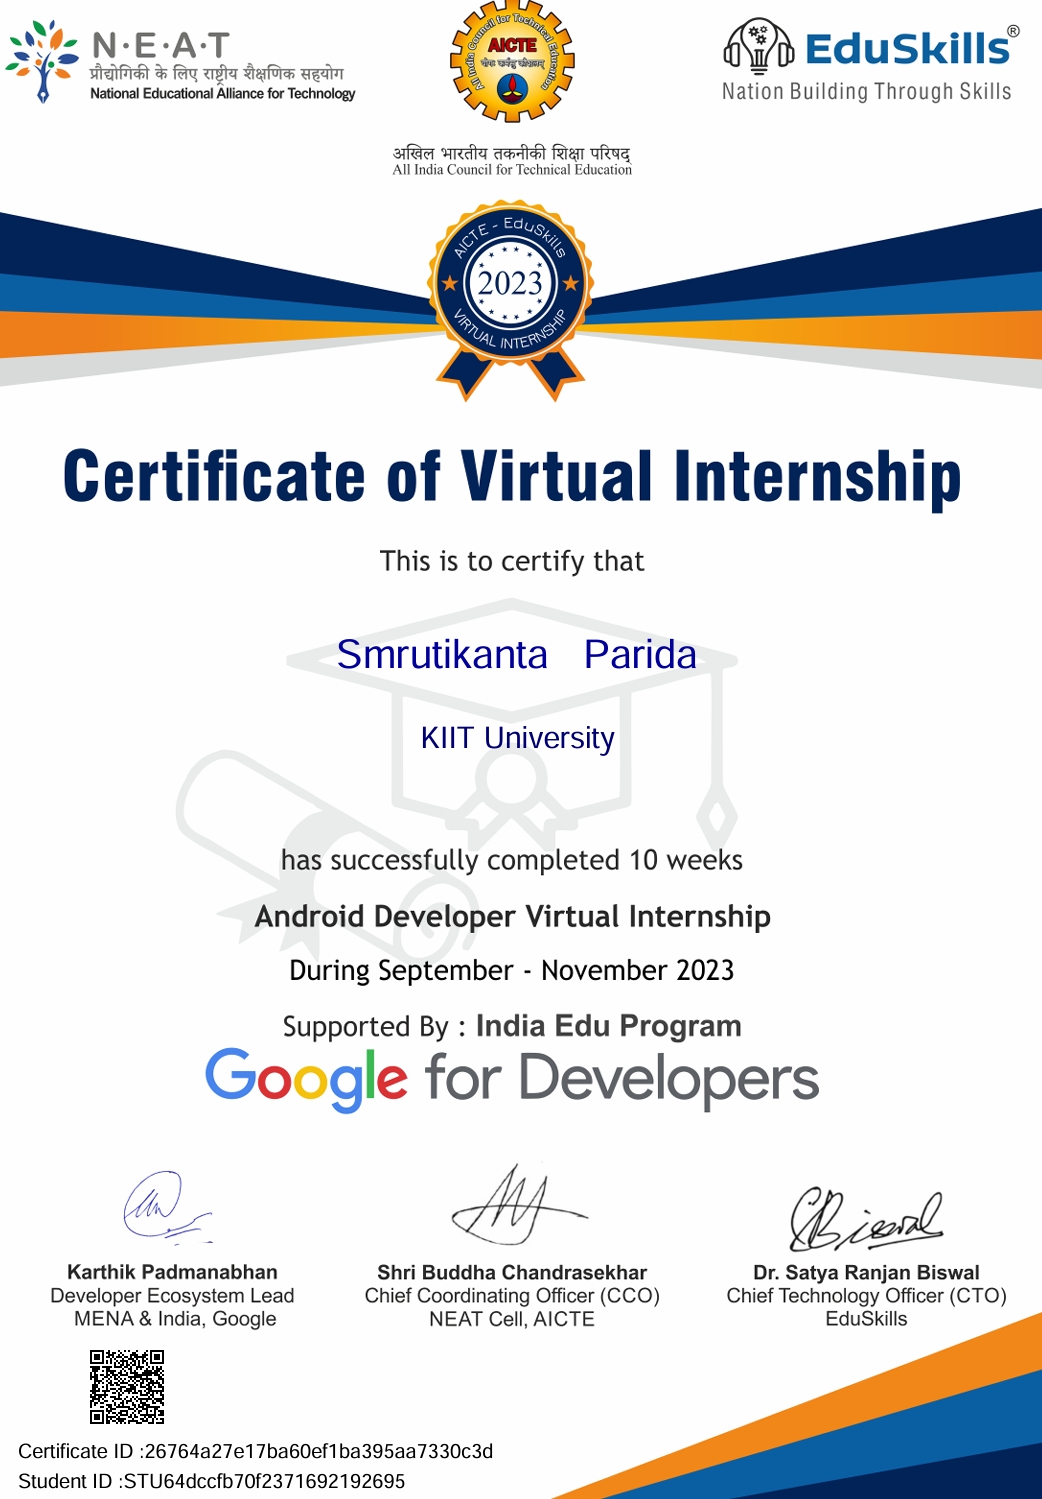 N·E·A·T
प्रौद्योगिकी के लिए राष्ट्रीय शैक्षणिक सहयोग
National Educational Alliance for Technology
All India Council for Technical Education
AICTE
EduSkills®
Nation Building Through Skills
अखिल भारतीय तकनीकी शिक्षा परिषद्
All India Council for Technical Education
AICTE - EduSkills
2023
VIRTUAL INTERNSHIP
Certificate of Virtual Internship
This is to certify that
Smrutikanta Parida
KIIT University
has successfully completed 10 weeks
Android Developer Virtual Internship
During September - November 2023
Supported By : India Edu Program
Google for Developers
Biswal
Karthik Padmanabhan
Developer Ecosystem Lead
MENA & India, Google
Shri Buddha Chandrasekhar
Chief Coordinating Officer (CCO)
NEAT Cell, AICTE
Dr. Satya Ranjan Biswal
Chief Technology Officer (CTO)
EduSkills
Certificate ID :26764a27e17ba60ef1ba395aa7330c3d
Student ID :STU64dccfb70f2371692192695